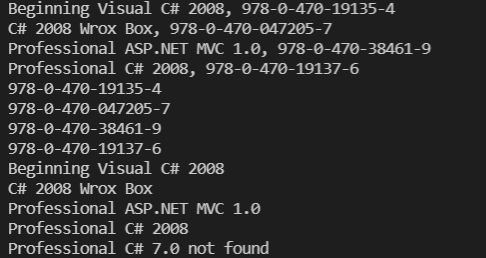 Beginning Visual C# 2008, 978-0-470-19135-4
C# 2008 Wrox Box, 978-0-470-047205-7
Professional ASP.NET MVC 1.0, 978-0-470-38461-9
Professional C# 2008, 978-0-470-19137-6
978-0-470-19135-4
978-0-470-047205-7
978-0-470-38461-9
978-0-470-19137-6
Beginning Visual C# 2008
C# 2008 Wrox Box
Professional ASP.NET MVC 1.0
Professional C# 2008
Professional C# 7.0 not found